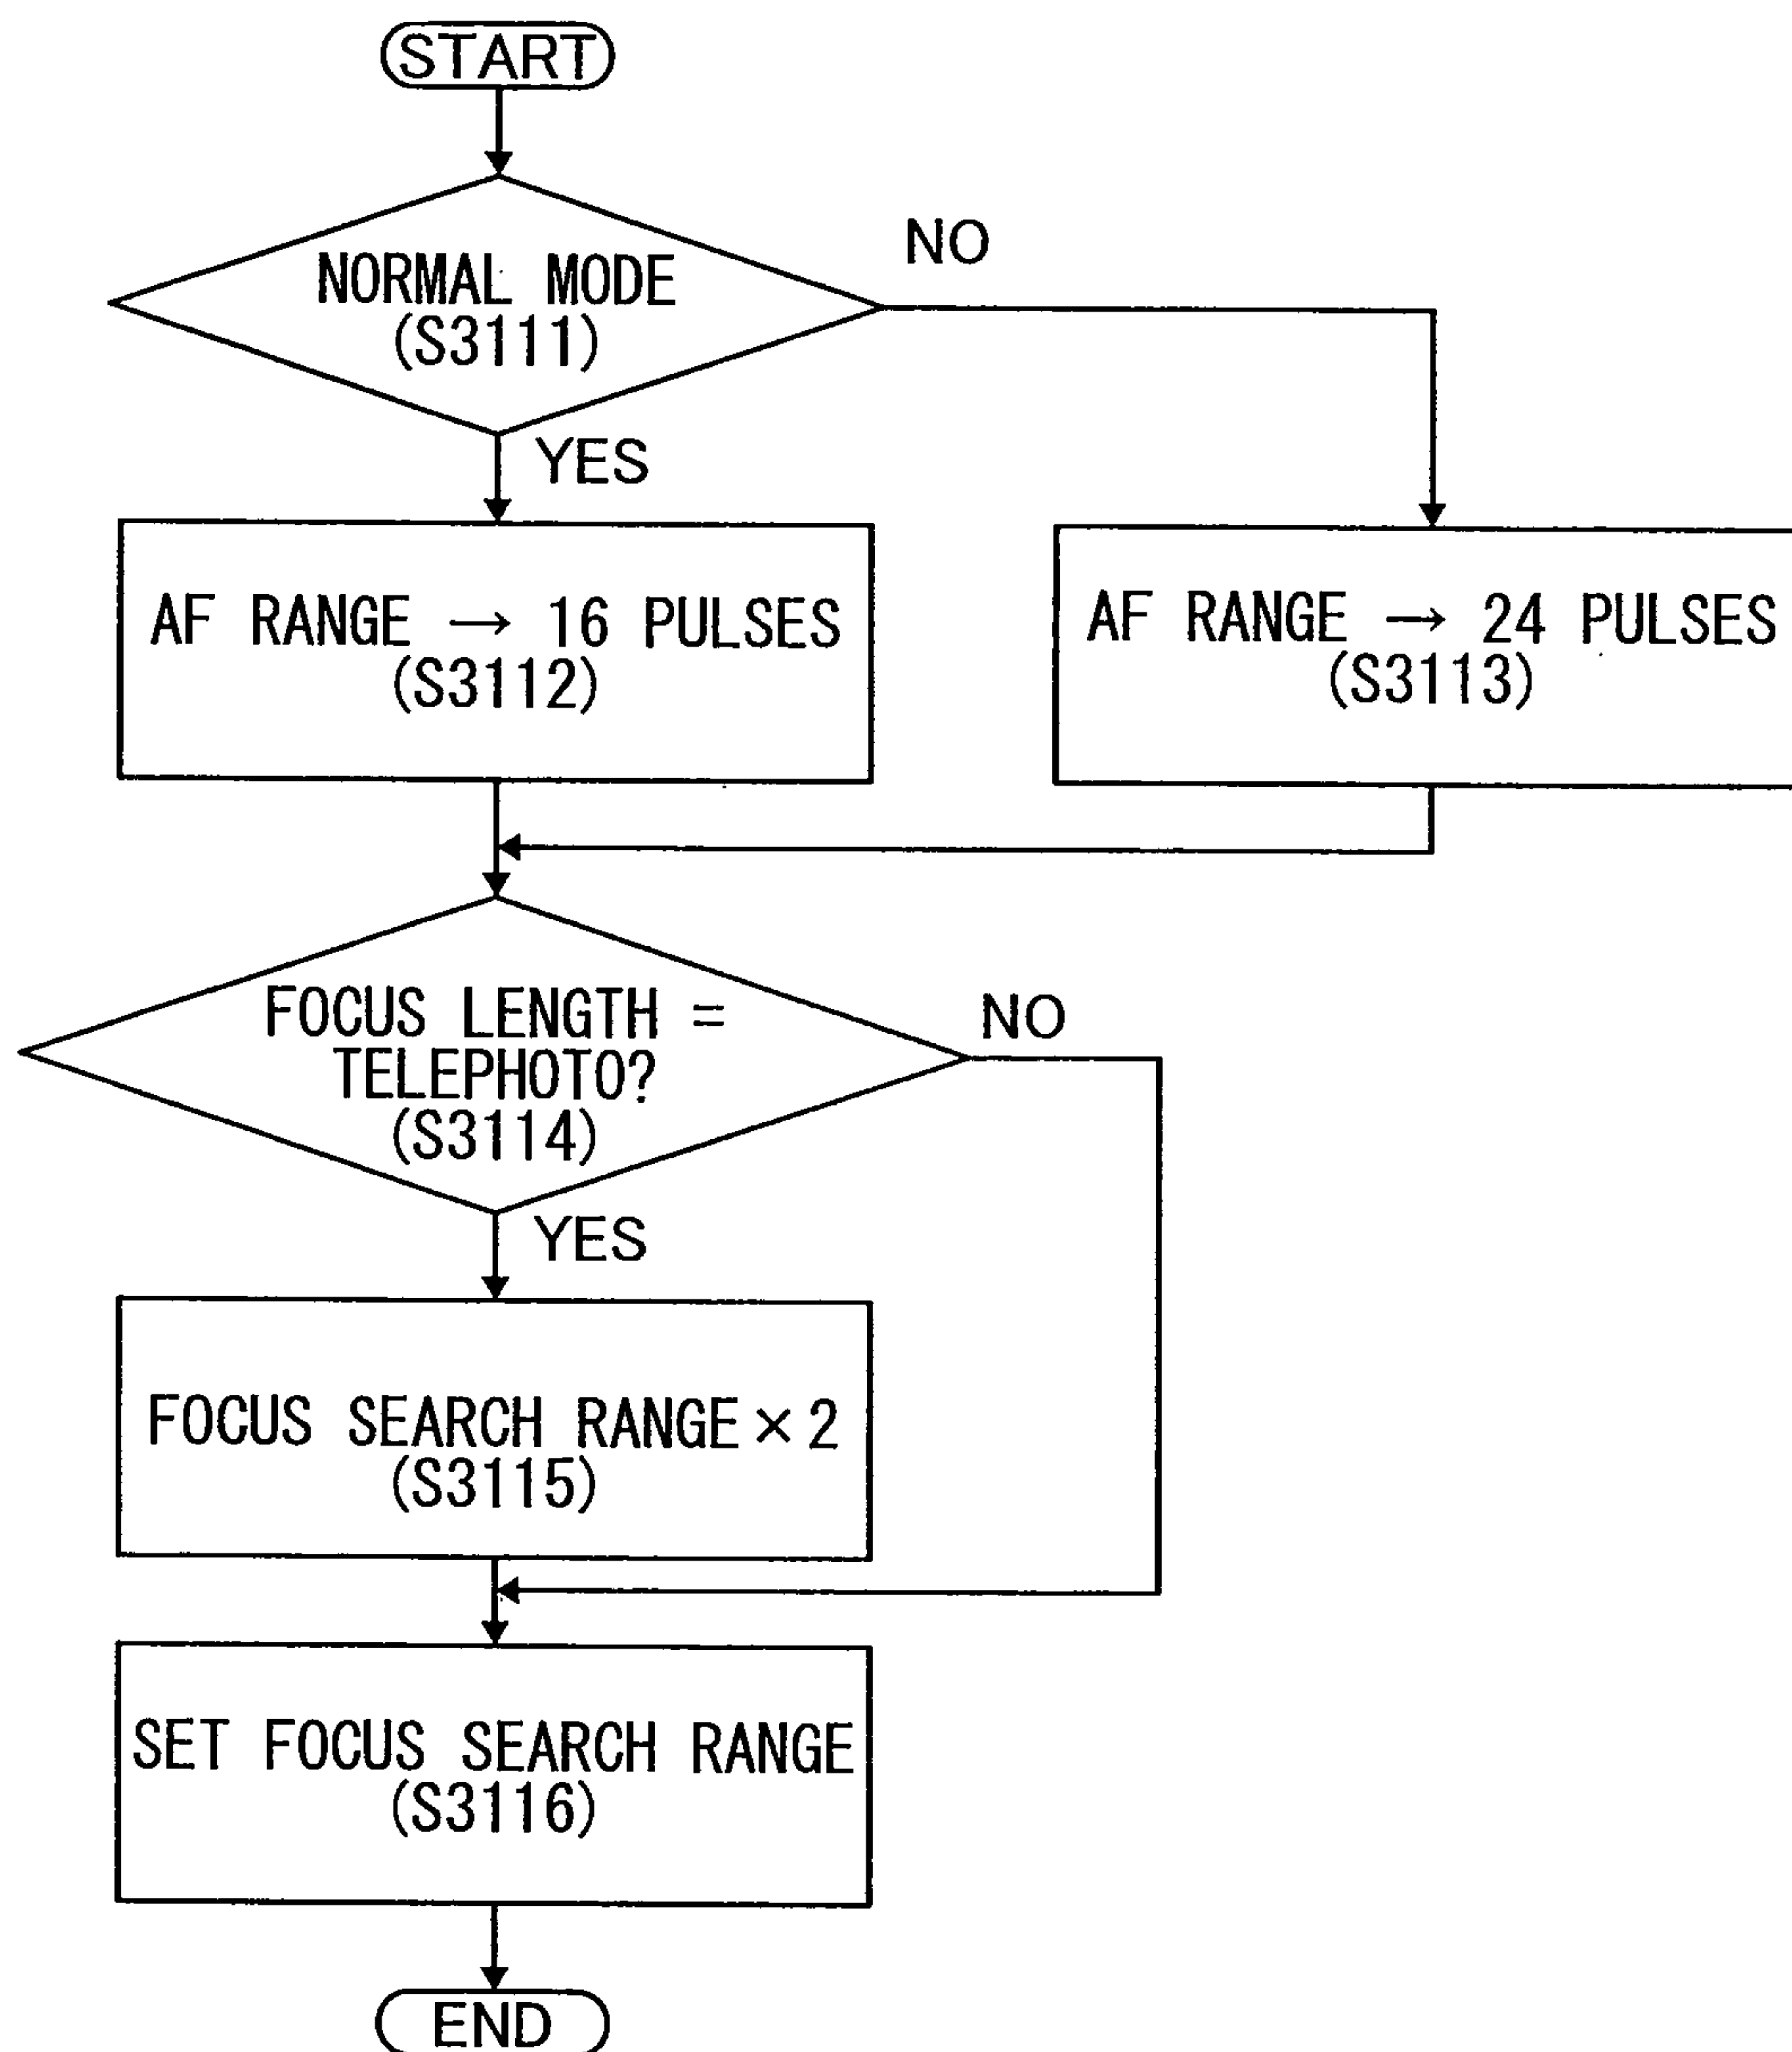 START
NORMAL MODE
(S3111)
NO
YES
AF RANGE → 16 PULSES
(S3112)
AF RANGE → 24 PULSES
(S3113)
FOCUS LENGTH =
TELEPHOTO?
(S3114)
NO
YES
FOCUS SEARCH RANGE × 2
(S3115)
SET FOCUS SEARCH RANGE
(S3116)
END